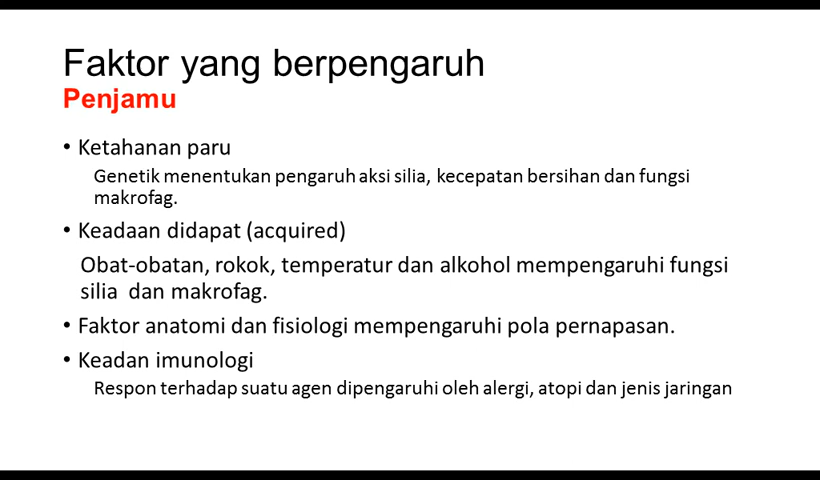 Faktor yang berpengaruh
Penjamu
• Ketahanan paru
Genetik menentukan pengaruh aksi silia, kecepatan bersihan dan fungsi
makrofag.
• Keadaan didapat (acquired)
Obat-obatan, rokok, temperatur dan alkohol mempengaruhi fungsi
silia dan makrofag.
• Faktor anatomi dan fisiologi mempengaruhi pola pernapasan.
• Keadan imunologi
Respon terhadap suatu agen dipengaruhi oleh alergi, atopi dan jenis jaringan